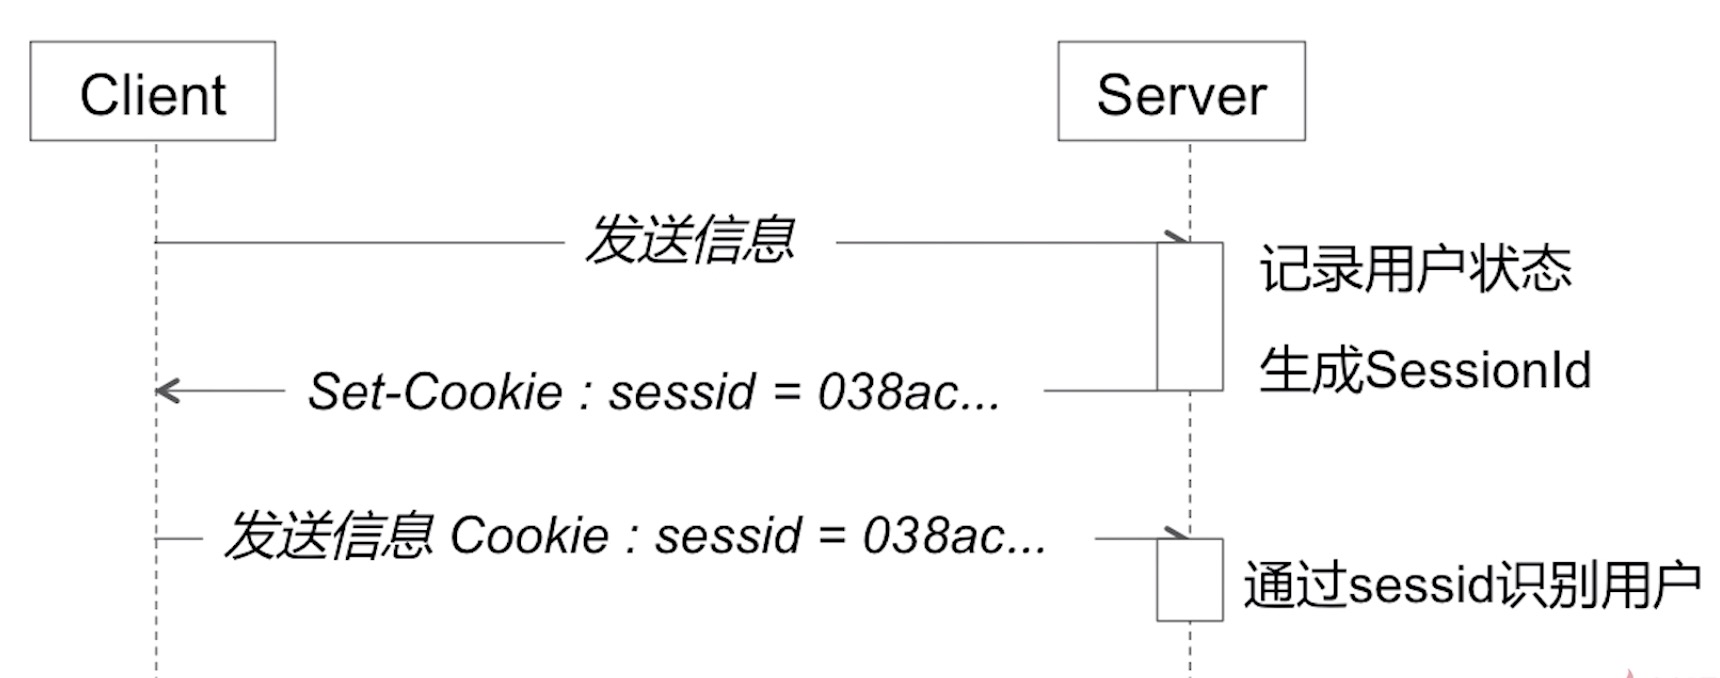 Client
Server
发送信息
记录用户状态
生成SessionId
Set-Cookie : sessid = 038ac...
发送信息 Cookie : sessid = 038ac...
通过sessid识别用户